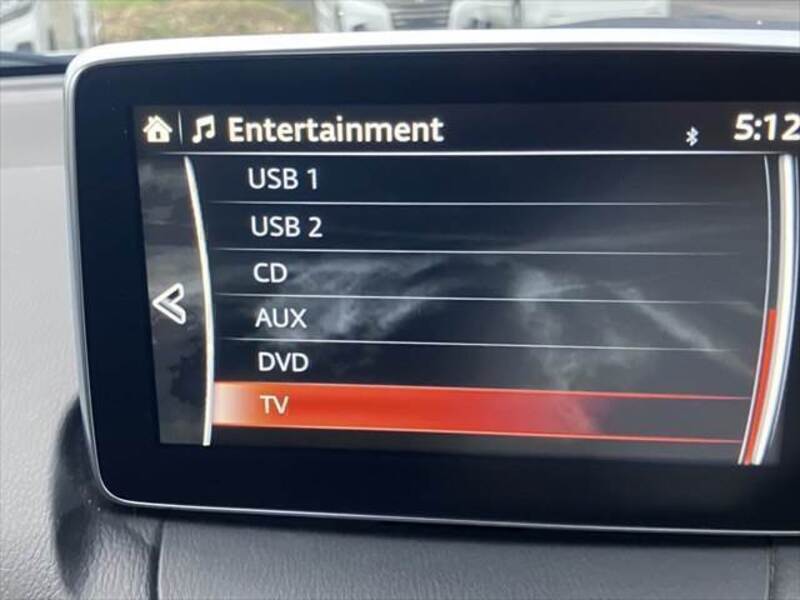 Entertainment 5:12
USB 1
USB 2
CD
AUX
DVD
TV